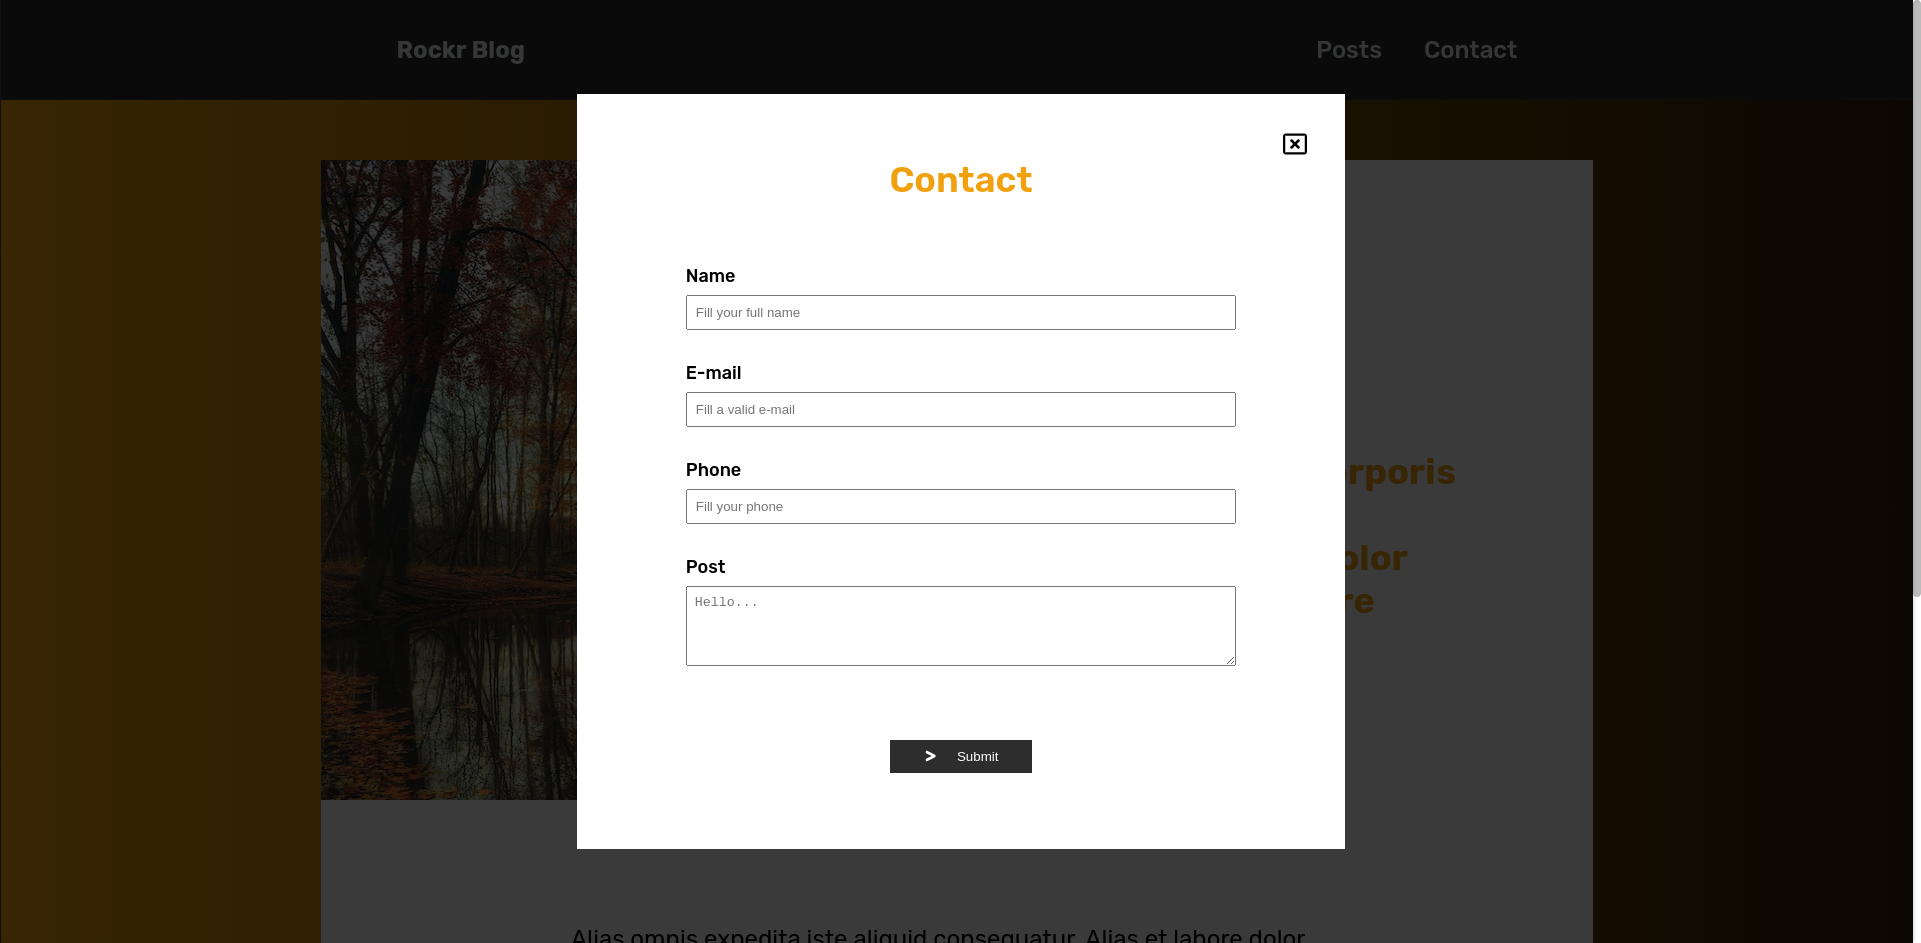 Rockr Blog
Posts
Contact
Contact
Name
Fill your full name
E-mail
Fill a valid e-mail
Phone
Fill your phone
Post
Hello...
> Submit
rporis
olor
re
Alias omnis expedita iste aliquid consequatur. Alias et labore dolor